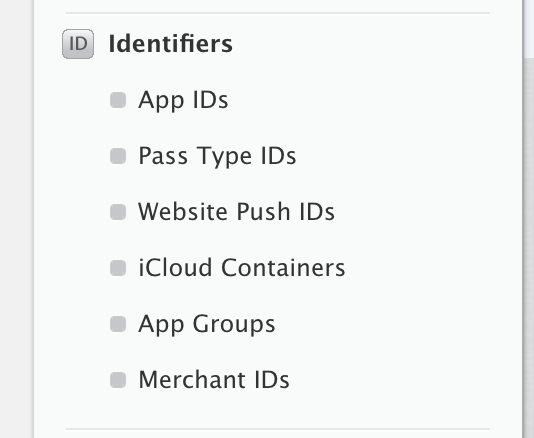 ID Identifiers
App IDs
Pass Type IDs
Website Push IDs
iCloud Containers
App Groups
Merchant IDs